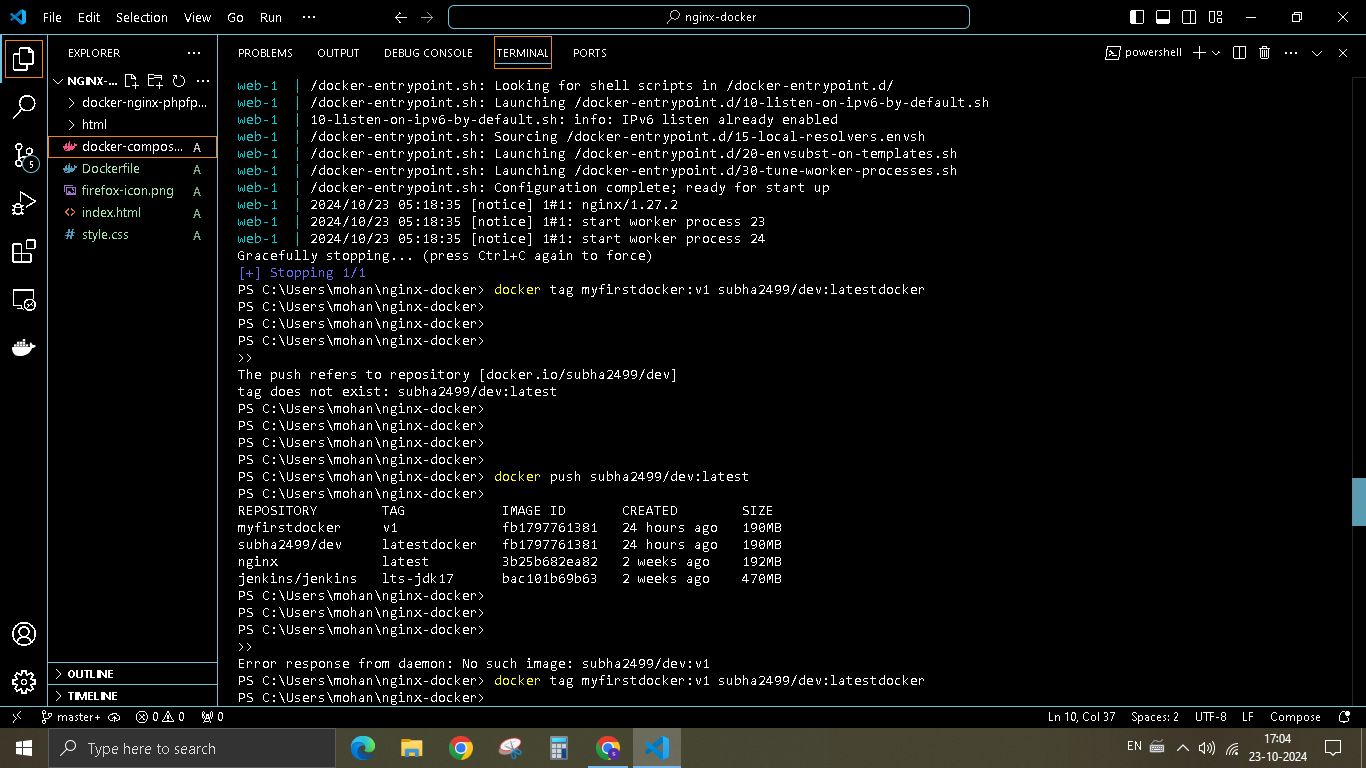 File Edit Selection View Go Run ··· nginx-docker
EXPLORER ···
NGINX-... ···
docker-nginx-phpfp...
html
docker-compos... A
Dockerfile A
firefox-icon.png A
index.html A
style.css A
5
OUTLINE
TIMELINE
PROBLEMS OUTPUT DEBUG CONSOLE TERMINAL PORTS powershell ···
web-1 | /docker-entrypoint.sh: Looking for shell scripts in /docker-entrypoint.d/
web-1 | /docker-entrypoint.sh: Launching /docker-entrypoint.d/10-listen-on-ipv6-by-default.sh
web-1 | 10-listen-on-ipv6-by-default.sh: info: IPv6 listen already enabled
web-1 | /docker-entrypoint.sh: Sourcing /docker-entrypoint.d/15-local-resolvers.envsh
web-1 | /docker-entrypoint.sh: Launching /docker-entrypoint.d/20-envsubst-on-templates.sh
web-1 | /docker-entrypoint.sh: Launching /docker-entrypoint.d/30-tune-worker-processes.sh
web-1 | /docker-entrypoint.sh: Configuration complete; ready for start up
web-1 | 2024/10/23 05:18:35 [notice] 1#1: nginx/1.27.2
web-1 | 2024/10/23 05:18:35 [notice] 1#1: start worker process 23
web-1 | 2024/10/23 05:18:35 [notice] 1#1: start worker process 24
Gracefully stopping... (press Ctrl+C again to force)
[+] Stopping 1/1
PS C:\Users\mohan\nginx-docker> docker tag myfirstdocker:v1 subha2499/dev:latestdocker
PS C:\Users\mohan\nginx-docker>
PS C:\Users\mohan\nginx-docker>
PS C:\Users\mohan\nginx-docker>
>>
The push refers to repository [docker.io/subha2499/dev]
tag does not exist: subha2499/dev:latest
PS C:\Users\mohan\nginx-docker>
PS C:\Users\mohan\nginx-docker>
PS C:\Users\mohan\nginx-docker>
PS C:\Users\mohan\nginx-docker>
PS C:\Users\mohan\nginx-docker> docker push subha2499/dev:latest
PS C:\Users\mohan\nginx-docker>
REPOSITORY TAG IMAGE ID CREATED SIZE
myfirstdocker v1 fb1797761381 24 hours ago 190MB
subha2499/dev latestdocker fb1797761381 24 hours ago 190MB
nginx latest 3b25b682ea82 2 weeks ago 192MB
jenkins/jenkins lts-jdk17 bac101b69b63 2 weeks ago 470MB
PS C:\Users\mohan\nginx-docker>
PS C:\Users\mohan\nginx-docker>
PS C:\Users\mohan\nginx-docker>
>>
Error response from daemon: No such image: subha2499/dev:v1
PS C:\Users\mohan\nginx-docker> docker tag myfirstdocker:v1 subha2499/dev:latestdocker
PS C:\Users\mohan\nginx-docker>
master+ 0 0 0 Ln 10, Col 37 Spaces: 2 UTF-8 LF Compose
Type here to search EN 17:04
23-10-2024